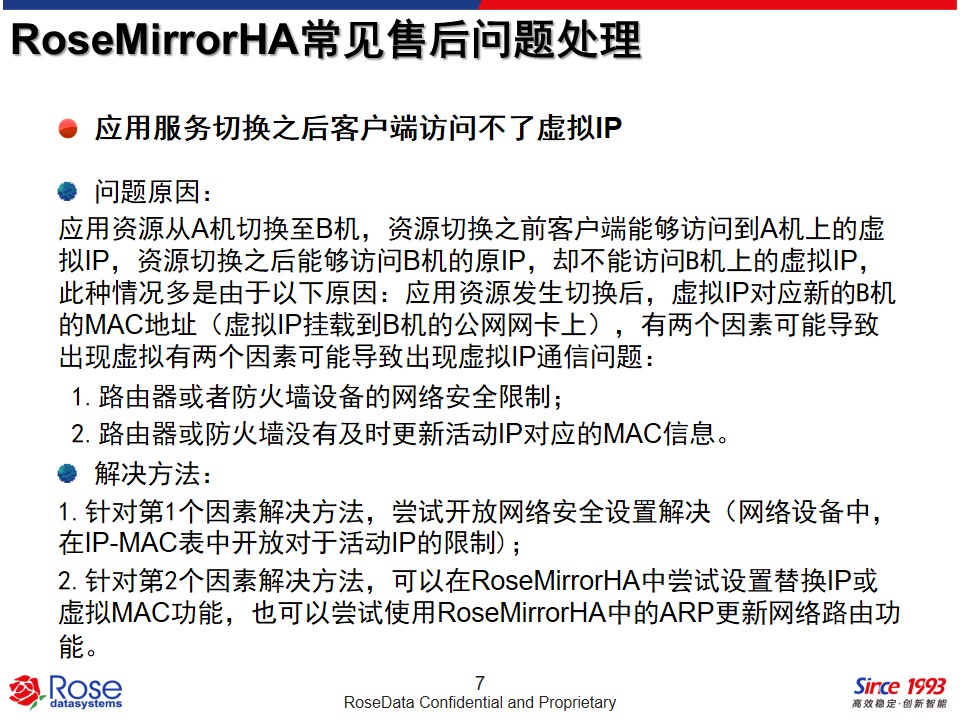 RoseMirrorHA常见售后问题处理
应用服务切换之后客户端访问不了虚拟IP
问题原因：
应用资源从A机切换至B机，资源切换之前客户端能够访问到A机上的虚
拟IP，资源切换之后能够访问B机的原IP，却不能访问B机上的虚拟IP，
此种情况多是由于以下原因：应用资源发生切换后，虚拟IP对应新的B机
的MAC地址（虚拟IP挂载到B机的公网网卡上），有两个因素可能导致
出现虚拟有两个因素可能导致出现虚拟IP通信问题：
1. 路由器或者防火墙设备的网络安全限制；
2. 路由器或防火墙没有及时更新活动IP对应的MAC信息。
解决方法：
1. 针对第1个因素解决方法，尝试开放网络安全设置解决（网络设备中，
在IP-MAC表中开放对于活动IP的限制)；
2. 针对第2个因素解决方法，可以在RoseMirrorHA中尝试设置替换IP或
虚拟MAC功能，也可以尝试使用RoseMirrorHA中的ARP更新网络路由功
能。
Rose
datasystems
7
RoseData Confidential and Proprietary
Since 1993
高效稳定·创新智能